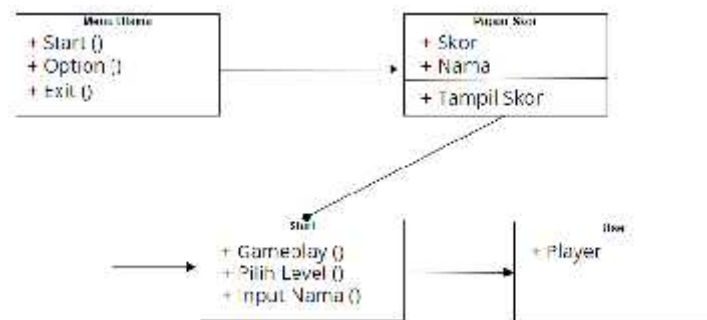 Menu Utama
+ Start ()
+ Option ()
+ Exit ()
Papan Skor
+ Skor
+ Nama
+ Tampil Skor
Start
+ Gameplay ()
+ Pilih Level ()
+ Input Nama ()
User
+ Player